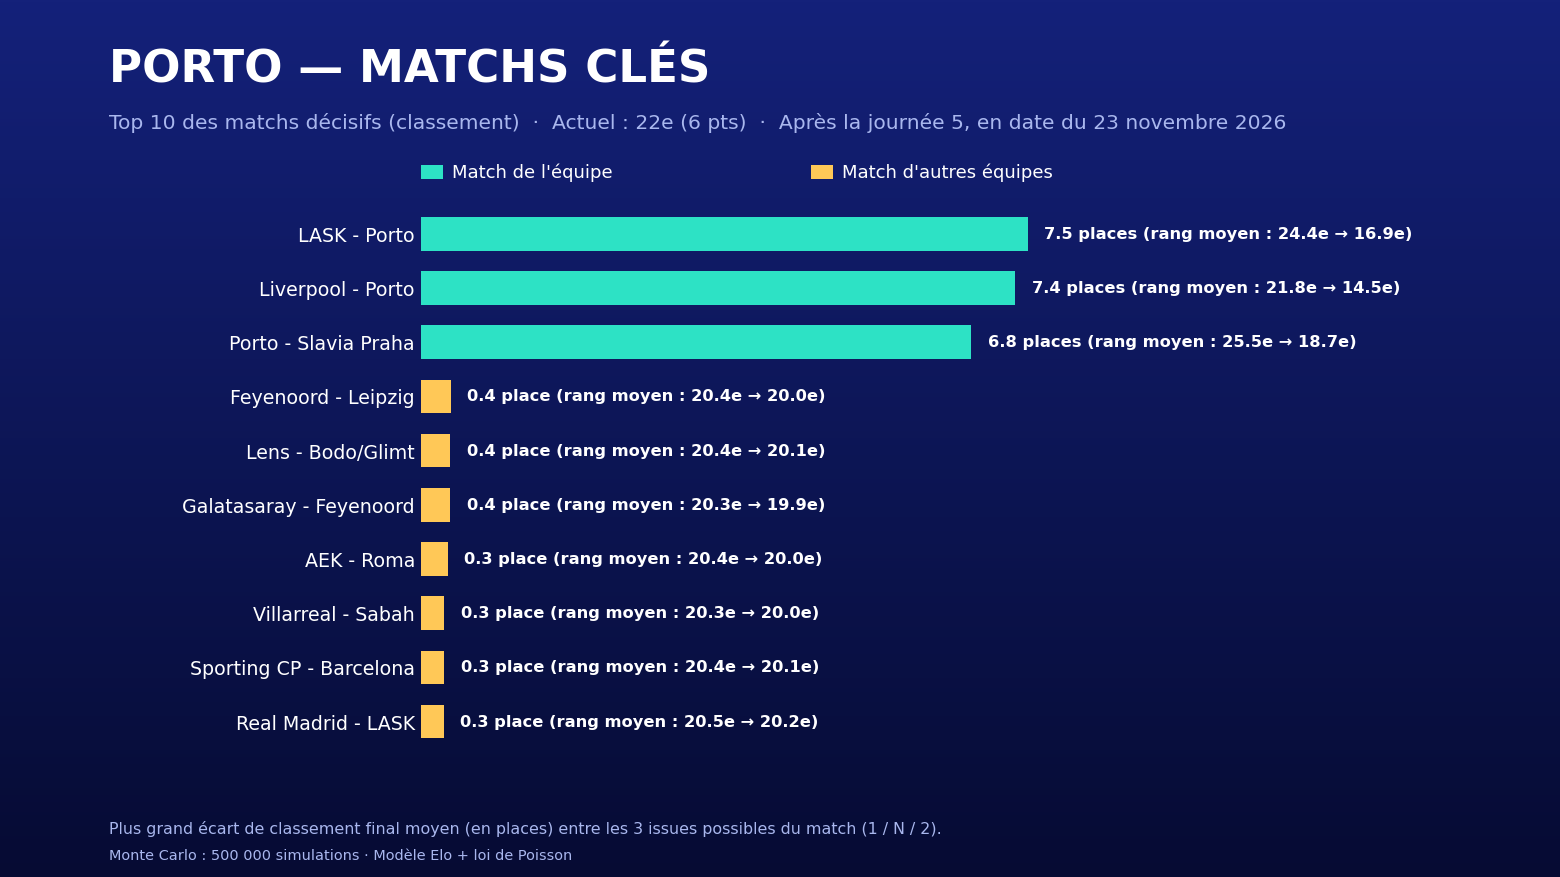 PORTO — MATCHS CLÉS
Top 10 des matchs décisifs (classement) · Actuel : 22e (6 pts) · Après la journée 5, en date du 23 novembre 2026
Match de l'équipe Match d'autres équipes
LASK - Porto 7.5 places (rang moyen : 24.4e → 16.9e)
Liverpool - Porto 7.4 places (rang moyen : 21.8e → 14.5e)
Porto - Slavia Praha 6.8 places (rang moyen : 25.5e → 18.7e)
Feyenoord - Leipzig 0.4 place (rang moyen : 20.4e → 20.0e)
Lens - Bodo/Glimt 0.4 place (rang moyen : 20.4e → 20.1e)
Galatasaray - Feyenoord 0.4 place (rang moyen : 20.3e → 19.9e)
AEK - Roma 0.3 place (rang moyen : 20.4e → 20.0e)
Villarreal - Sabah 0.3 place (rang moyen : 20.3e → 20.0e)
Sporting CP - Barcelona 0.3 place (rang moyen : 20.4e → 20.1e)
Real Madrid - LASK 0.3 place (rang moyen : 20.5e → 20.2e)
Plus grand écart de classement final moyen (en places) entre les 3 issues possibles du match (1 / N / 2).
Monte Carlo : 500 000 simulations · Modèle Elo + loi de Poisson